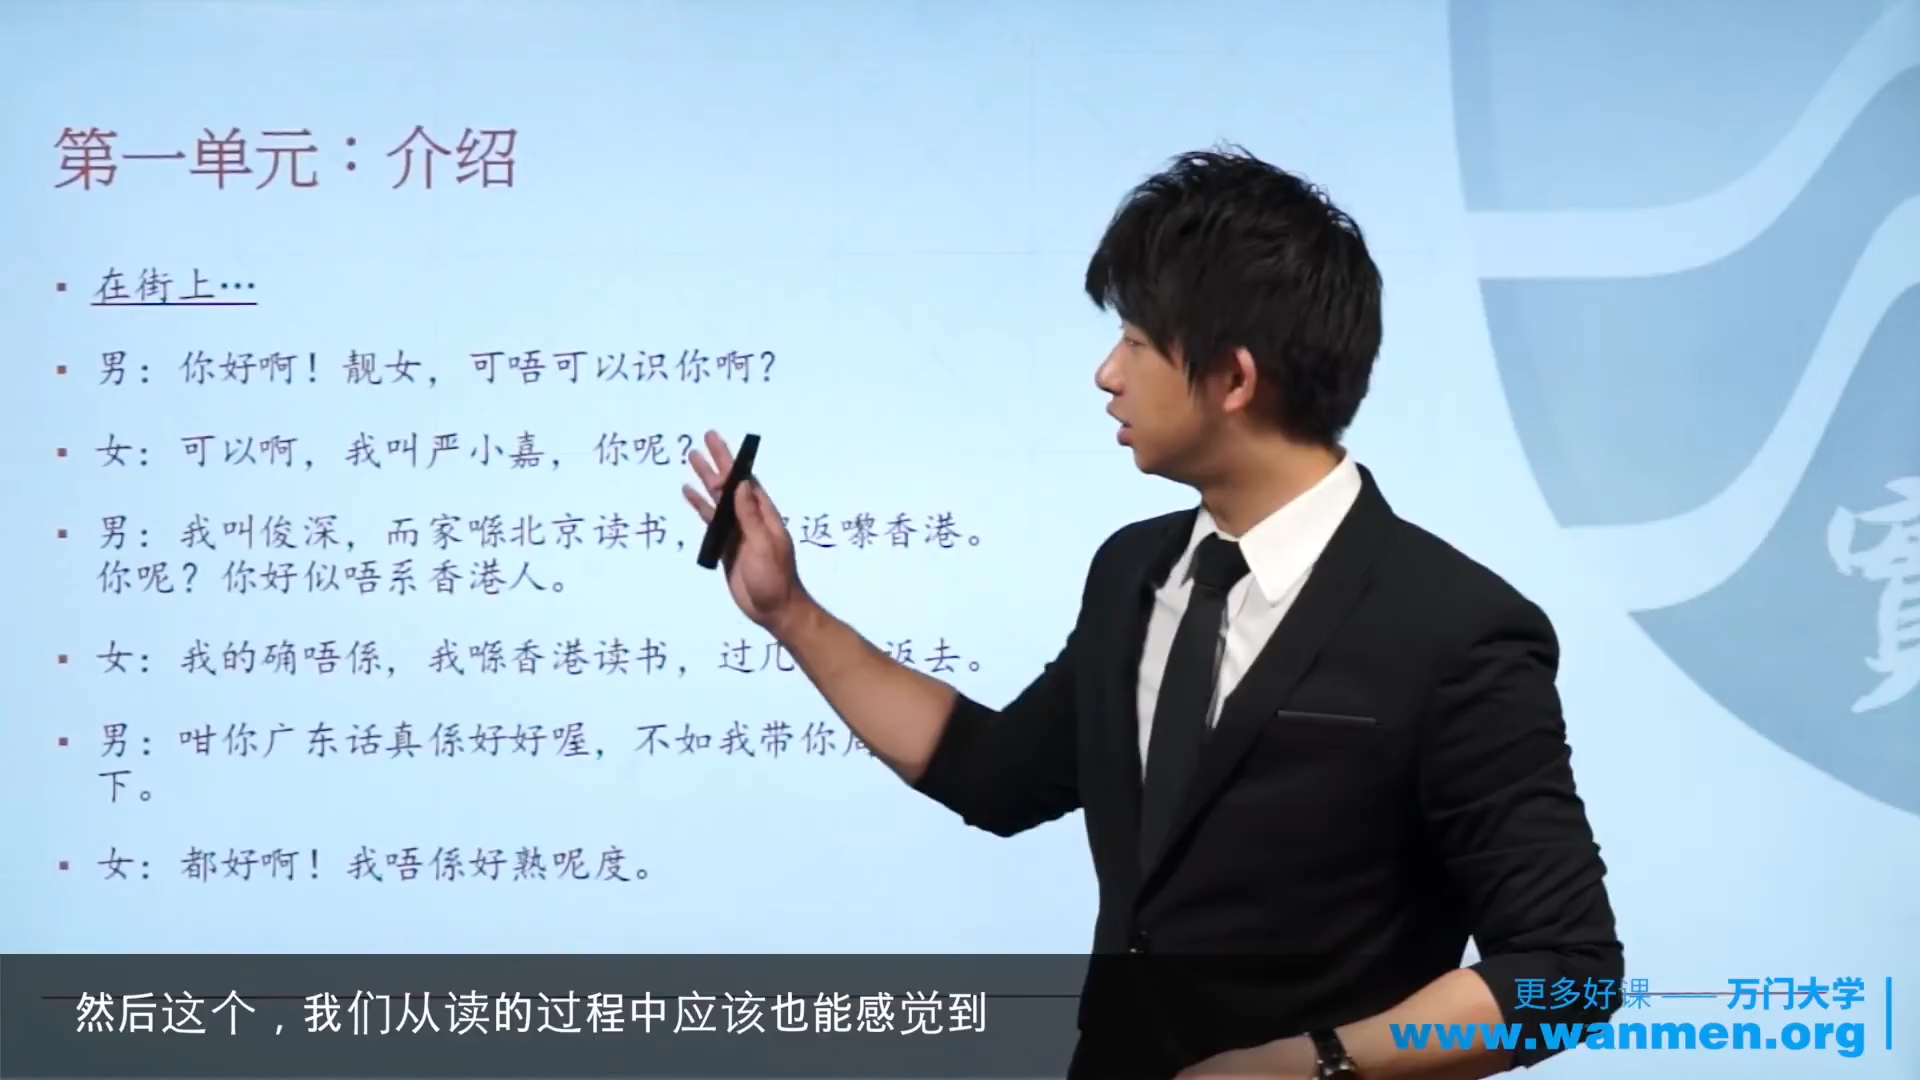 第一单元：介绍
在街上…
男：你好啊！靓女，可唔可以识你啊？
女：可以啊，我叫严小嘉，你呢？
男：我叫俊深，而家喺北京读书，返嚟香港。
你呢？你好似唔系香港人。
女：我的确唔係，我喺香港读书，过几返去。
男：咁你广东话真係好好喔，不如我带你周
下。
女：都好啊！我唔係好熟呢度。
寳
然后这个，我们从读的过程中应该也能感觉到
更多好课 —— 万门大学
www.wanmen.org